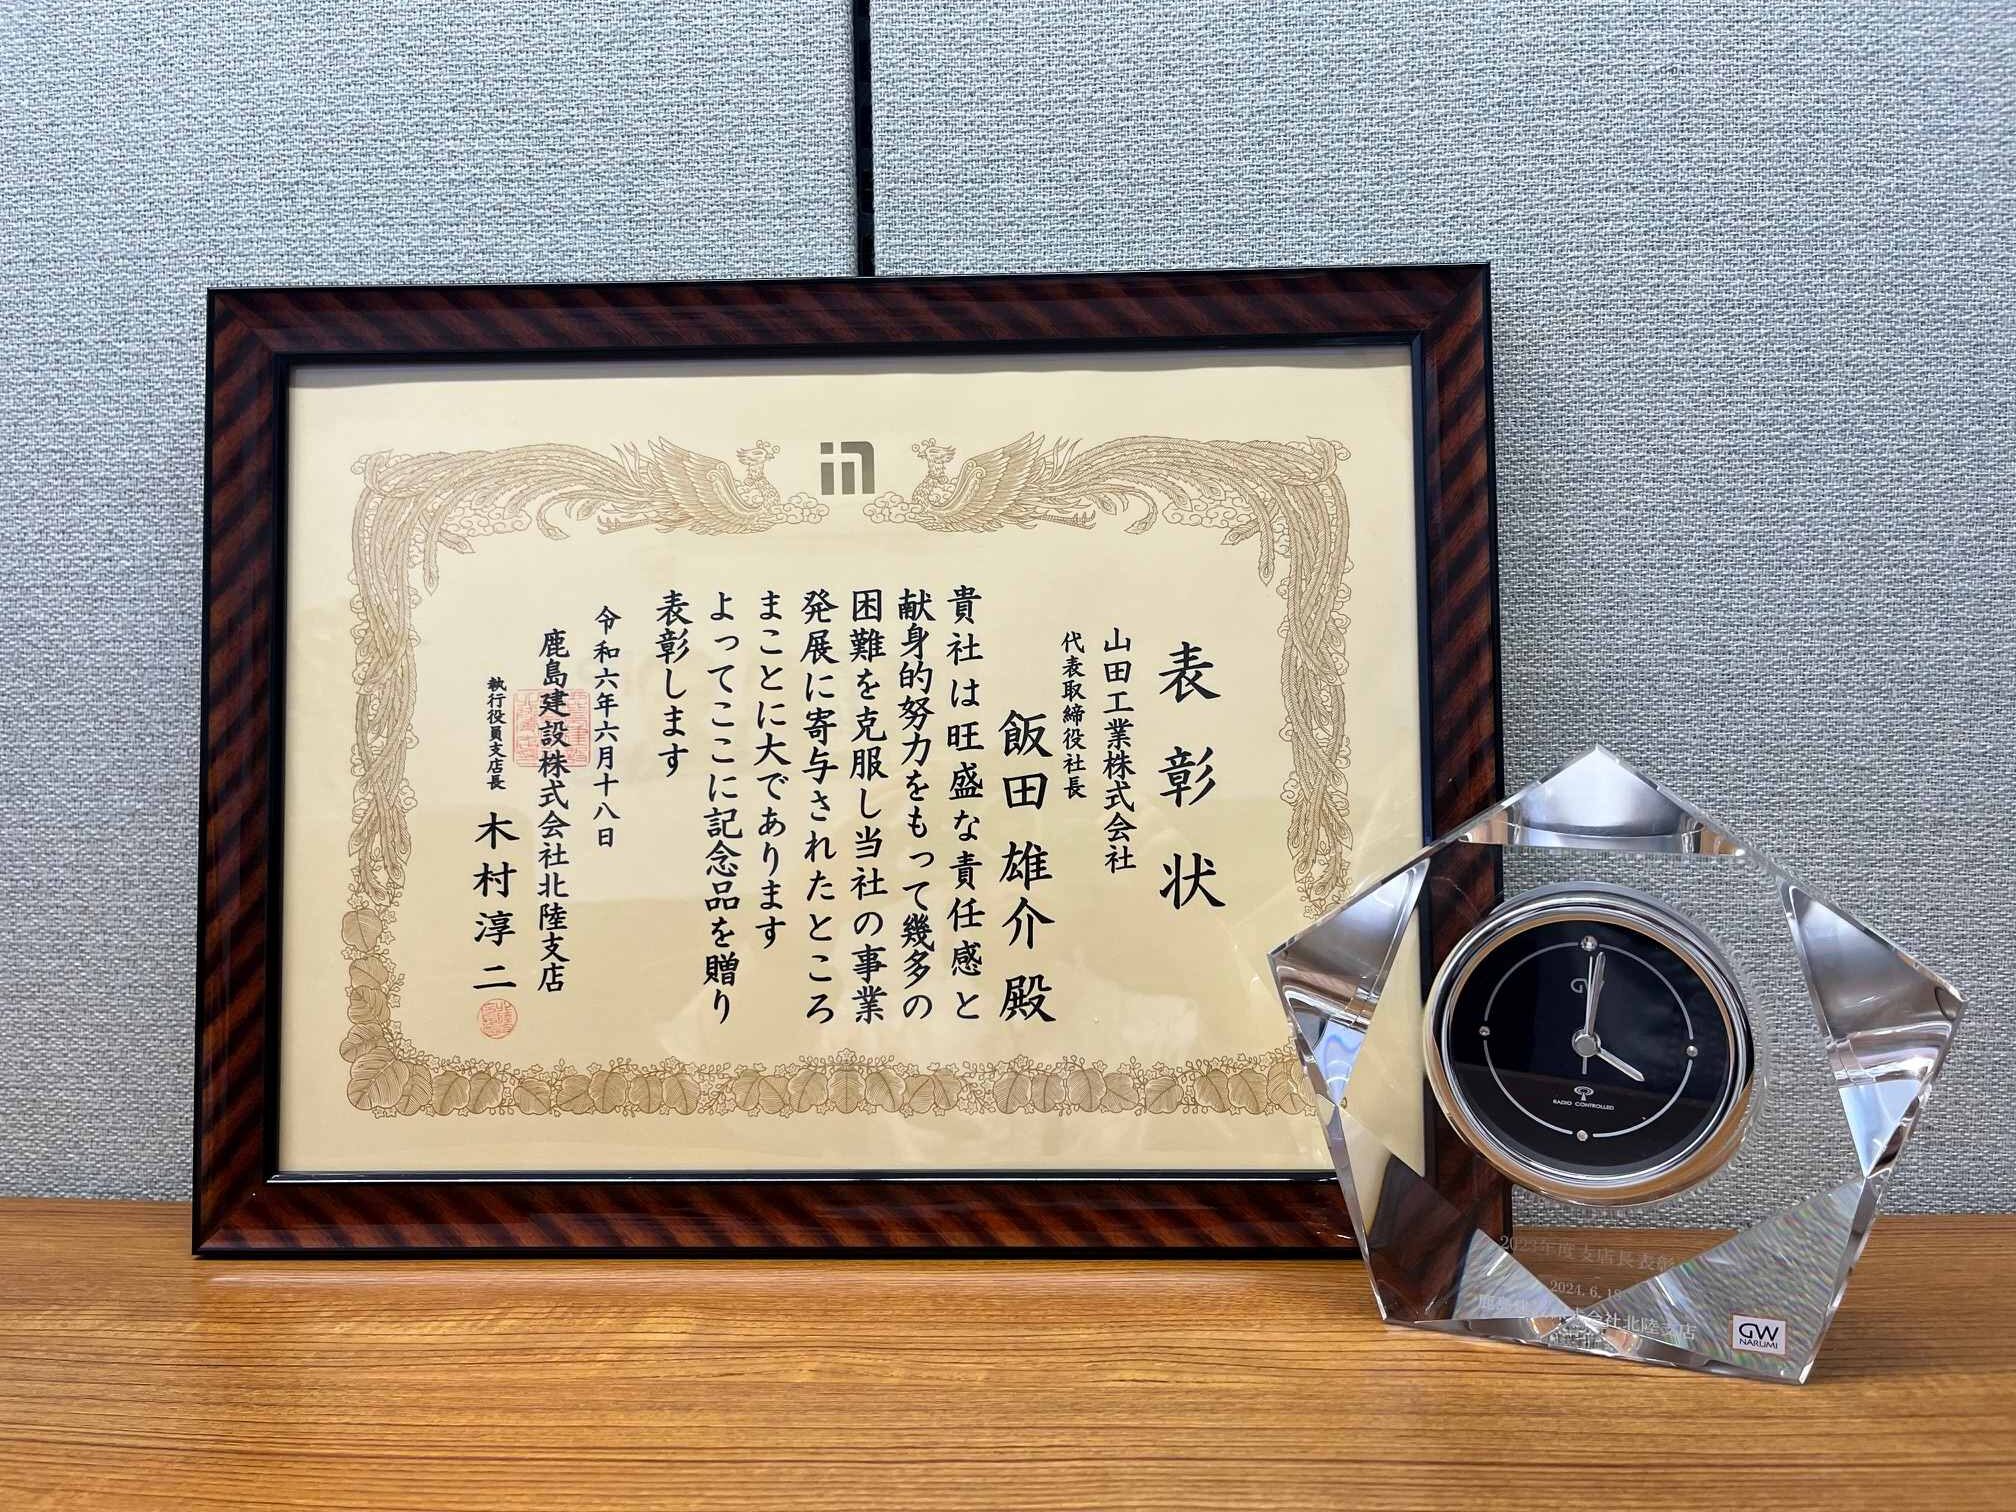 表彰状
山田工業株式会社
代表取締役社長
飯田雄介殿
貴社は旺盛な責任感と
献身的努力をもって幾多の
困難を克服し当社の事業
発展に寄与されたところ
まことに大であります
よってここに記念品を贈り
表彰します
令和六年六月十八日
鹿島建設株式会社北陸支店
執行役員支店長 木村淳二
GW
RADIO CONTROLLED
2023年度支店長表彰
2024.6.18
会社北陸支店
GW
NARUMI